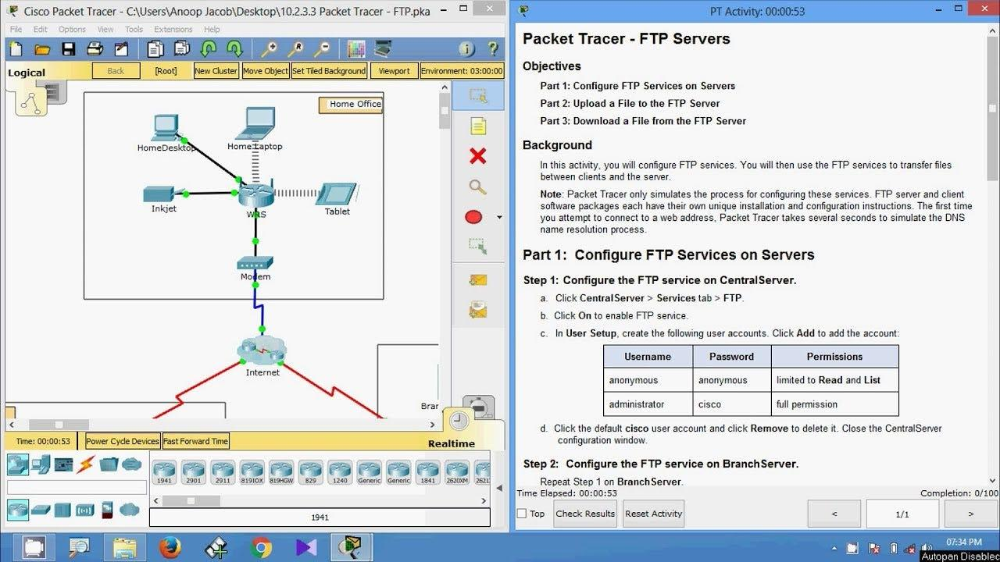 Cisco Packet Tracer - C:\Users\Anoop Jacob\Desktop\10.2.3.3 Packet Tracer - FTP.pka
File Edit Options View Tools Extensions Help
Logical
Back [Root] New Cluster Move Object Set Tiled Background Viewport Environment: 03:00:00
Home Office
HomeDesktop
Home Laptop
Inkjet
WRS
Tablet
Modem
Internet
Bran
Time: 00:00:53 Power Cycle Devices Fast Forward Time
Realtime
1941 2901 2911 819IOX 819HGW 829 1240 Generic Generic 1841 2620XM
1941
PT Activity: 00:00:53
Packet Tracer - FTP Servers
Objectives
Part 1: Configure FTP Services on Servers
Part 2: Upload a File to the FTP Server
Part 3: Download a File from the FTP Server
Background
In this activity, you will configure FTP services. You will then use the FTP services to transfer files
between clients and the server.
Note: Packet Tracer only simulates the process for configuring these services. FTP server and client
software packages each have their own unique installation and configuration instructions. The first time
you attempt to connect to a web address, Packet Tracer takes several seconds to simulate the DNS
name resolution process.
Part 1: Configure FTP Services on Servers
Step 1: Configure the FTP service on CentralServer.
a. Click CentralServer > Services tab > FTP.
b. Click On to enable FTP service.
c. In User Setup, create the following user accounts. Click Add to add the account:
Username Password Permissions
anonymous anonymous limited to Read and List
administrator cisco full permission
d. Click the default cisco user account and click Remove to delete it. Close the CentralServer
configuration window.
Step 2: Configure the FTP service on BranchServer.
Repeat Step 1 on BranchServer.
Time Elapsed: 00:00:53 Completion: 0/100
Top Check Results Reset Activity < 1/1 >
07:34 PM
Autopan Disabled